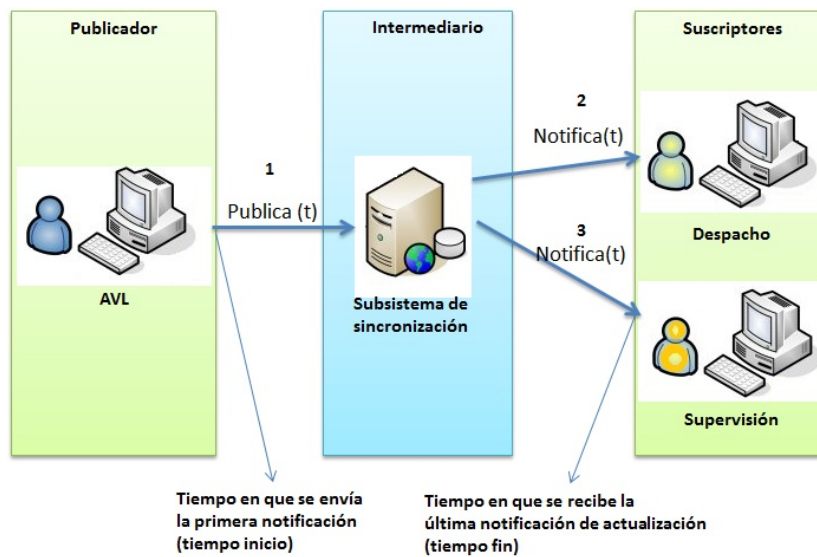 Publicador
Intermediario
Suscriptores
1
Publica (t)
2
Notifica(t)
3
Notifica(t)
AVL
Subsistema de
sincronización
Despacho
Supervisión
Tiempo en que se envía
la primera notificación
(tiempo inicio)
Tiempo en que se recibe la
última notificación de actualización
(tiempo fin)